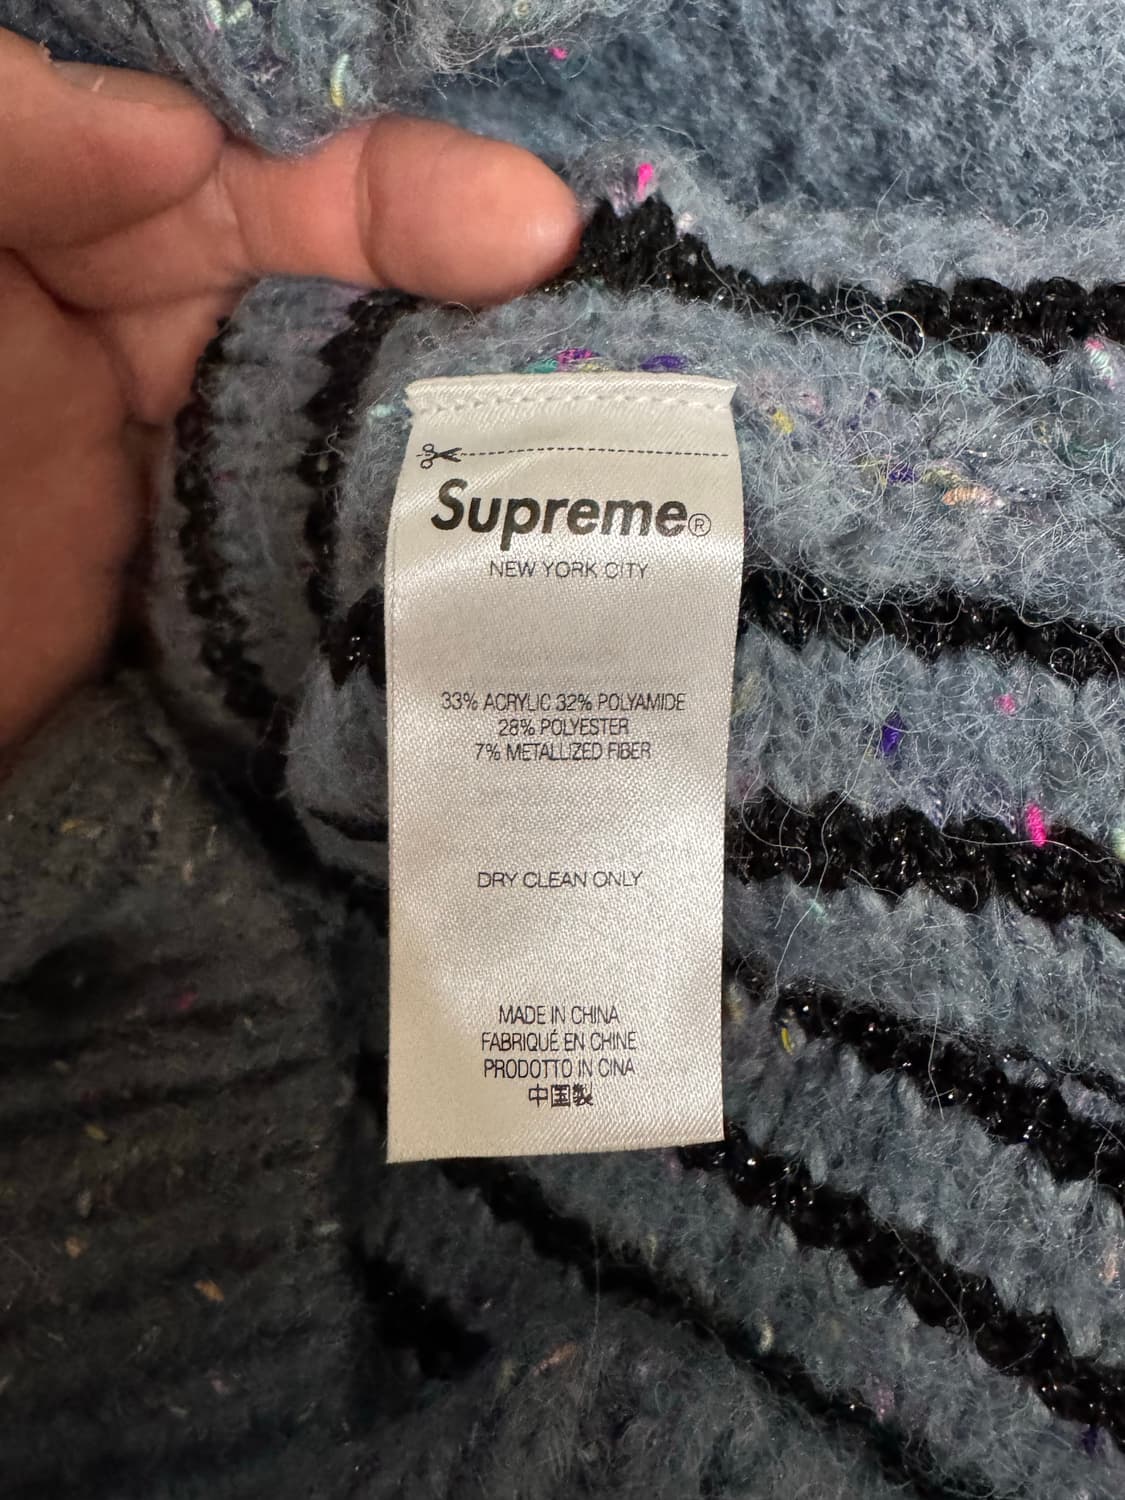 Supreme®
NEW YORK CITY
33% ACRYLIC 32% POLYAMIDE
28% POLYESTER
7% METALLIZED FIBER
DRY CLEAN ONLY
MADE IN CHINA
FABRIQUÉ EN CHINE
PRODOTTO IN CINA
中国製